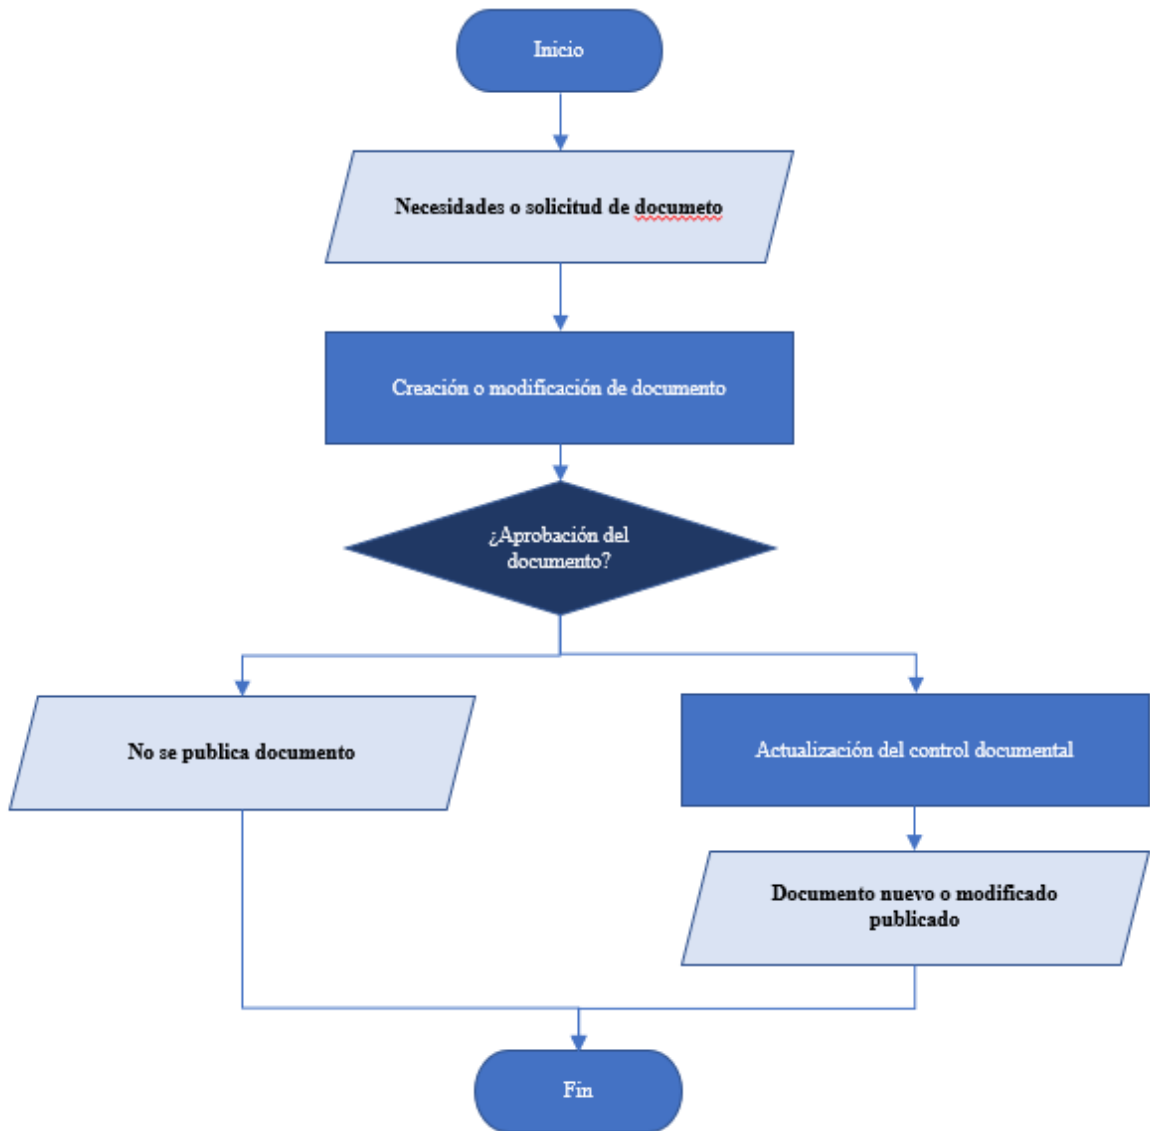 Inicio
Necesidades o solicitud de documeto
Creación o modificación de documento
¿Aprobación del
documento?
No se publica documento
Actualización del control documental
Documento nuevo o modificado
publicado
Fin